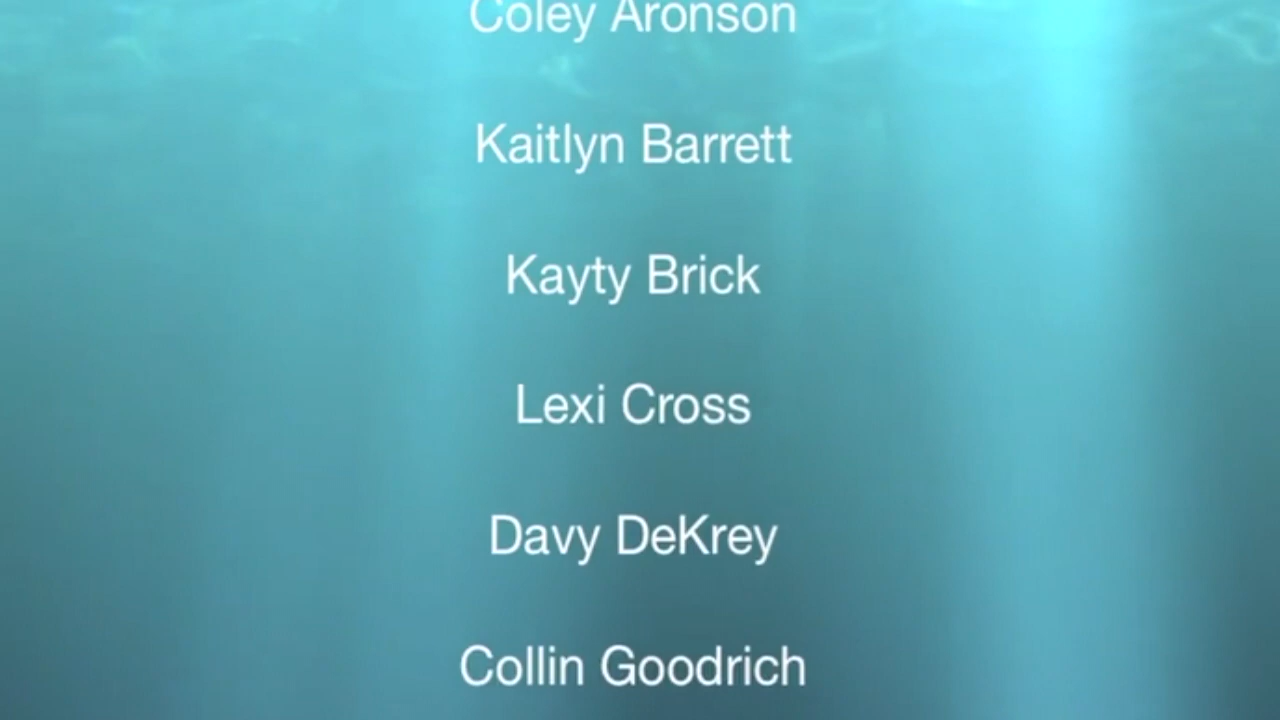 Coley Aronson
Kaitlyn Barrett
Kayty Brick
Lexi Cross
Davy DeKrey
Collin Goodrich